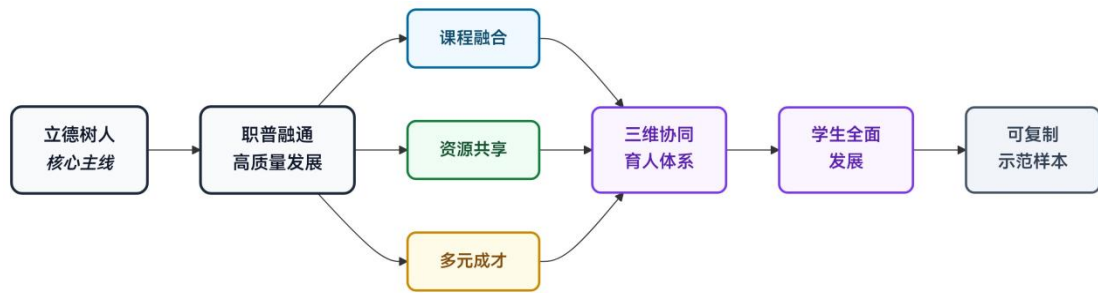 立德树人
核心主线
职普融通
高质量发展
课程融合
资源共享
多元成才
三维协同
育人体系
学生全面
发展
可复制
示范样本